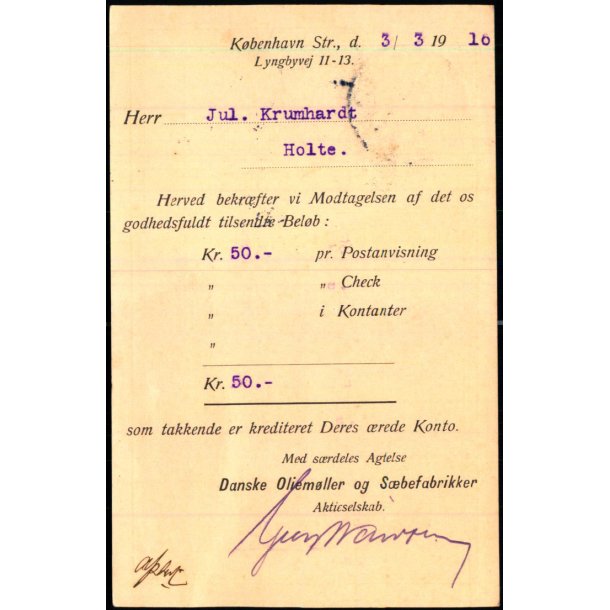 København Str., d. 3/3 1916
Lyngbyvej 11-13.
Herr Jul. Krumhardt
Holte.
Herved bekræfter vi Modtagelsen af det os
godhedsfuldt tilsendte Beløb :
Kr. 50.- pr. Postanvisning
„ „ Check
„ i Kontanter
„
Kr. 50.-
som takkende er krediteret Deres ærede Konto.
Med særdeles Agtelse
Danske Oliemøller og Sæbefabrikker
Aktieselskab.